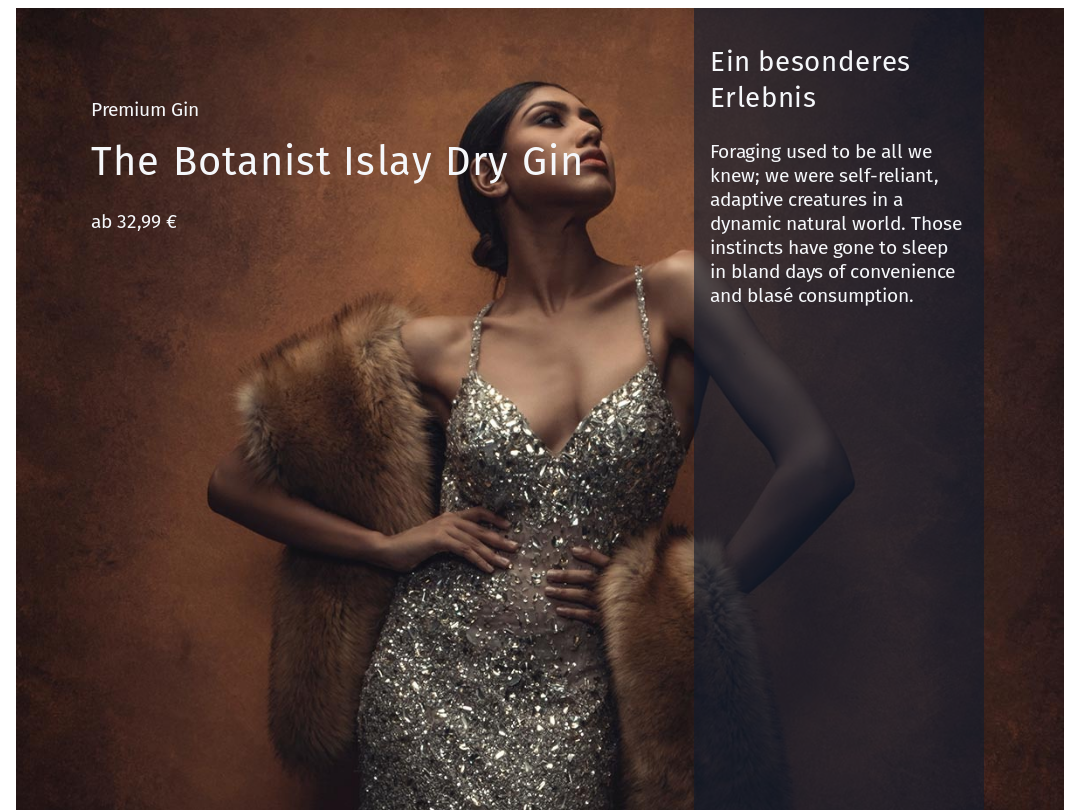 Premium Gin
The Botanist Islay Dry Gin
ab 32,99 €
Ein besonderes
Erlebnis
Foraging used to be all we
knew; we were self-reliant,
adaptive creatures in a
dynamic natural world. Those
instincts have gone to sleep
in bland days of convenience
and blasé consumption.